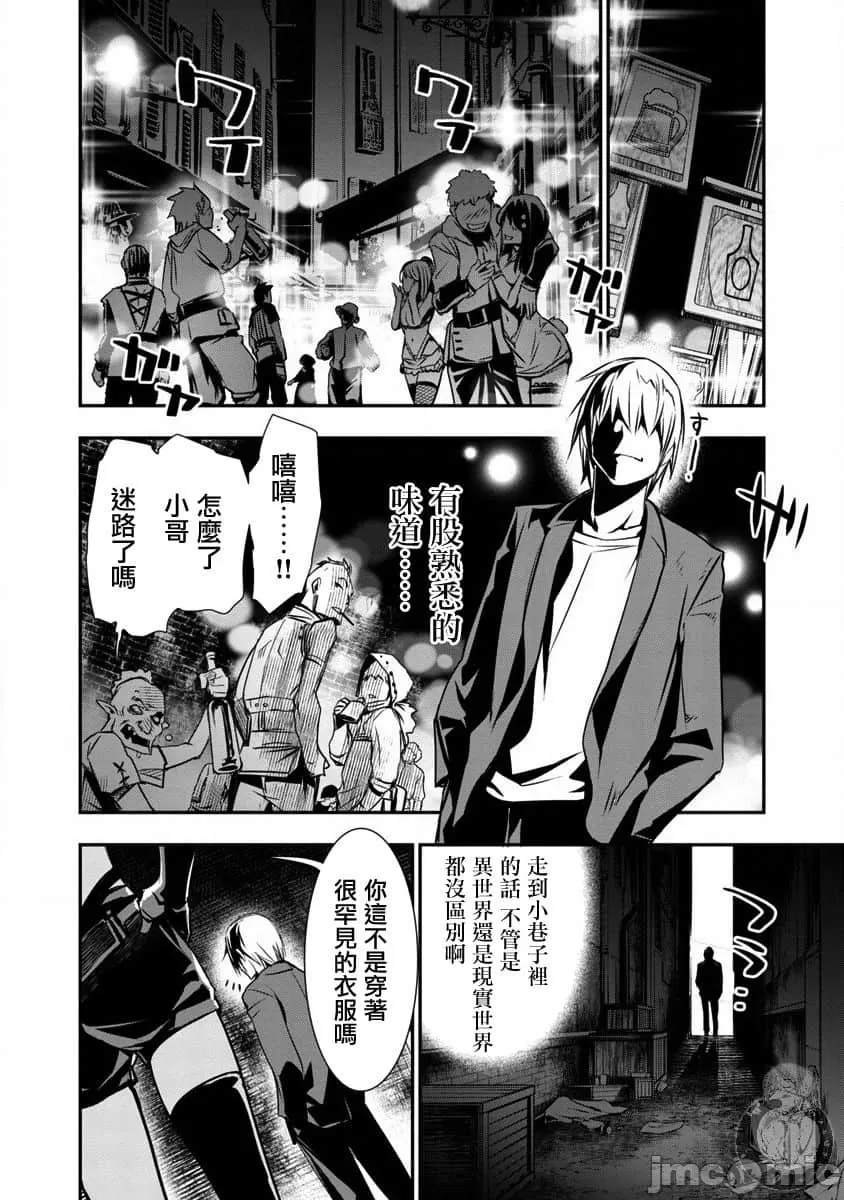 ワイ
ワイ
ガヤ
ガヤ
すー
有股熟悉的
味道……
嘻嘻……!!
怎麼了
小哥
迷路了嗎
走到小巷子裡
的話 不管是
異世界還是現實世界
都沒區別啊
フラッ
你這不是穿著
很罕見的衣服嗎
jmcomic